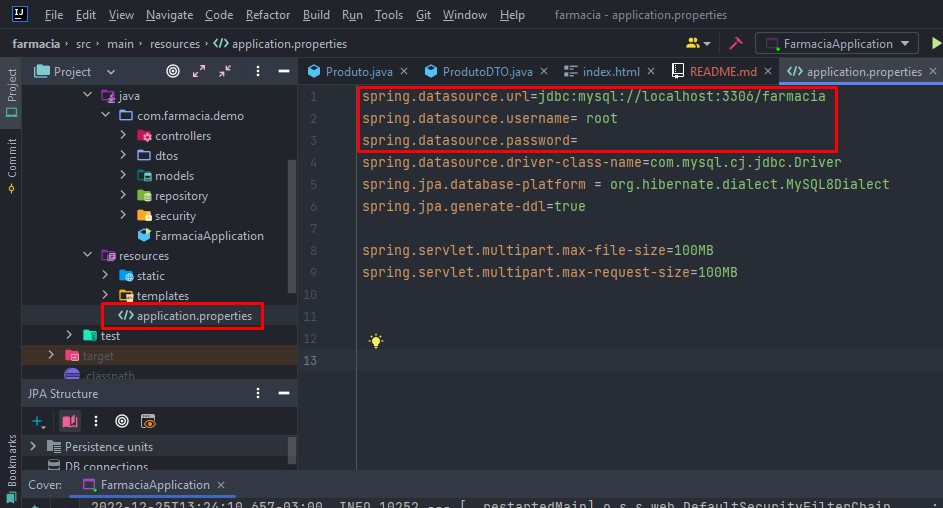 IJ File Edit View Navigate Code Refactor Build Run Tools Git Window Help farmacia - application.properties
farmacia › src › main › resources › application.properties
FarmaciaApplication
Project
Produto.java
ProdutoDTO.java
index.html
README.md
application.properties
Project
Commit
Bookmarks
java
com.farmacia.demo
controllers
dtos
models
repository
security
FarmaciaApplication
resources
static
templates
application.properties
test
target
.classpath
JPA Structure
Persistence units
DB connections
1 spring.datasource.url=jdbc:mysql://localhost:3306/farmacia
2 spring.datasource.username= root
3 spring.datasource.password=
4 spring.datasource.driver-class-name=com.mysql.cj.jdbc.Driver
5 spring.jpa.database-platform = org.hibernate.dialect.MySQL8Dialect
6 spring.jpa.generate-ddl=true
7
8 spring.servlet.multipart.max-file-size=100MB
9 spring.servlet.multipart.max-request-size=100MB
10
11
12
13
Cover: FarmaciaApplication
2022-12-25T13:24:10.657-03:00 INFO 10252 --- [ restartedMain] o.s.s.web.DefaultSecurityFilterChain